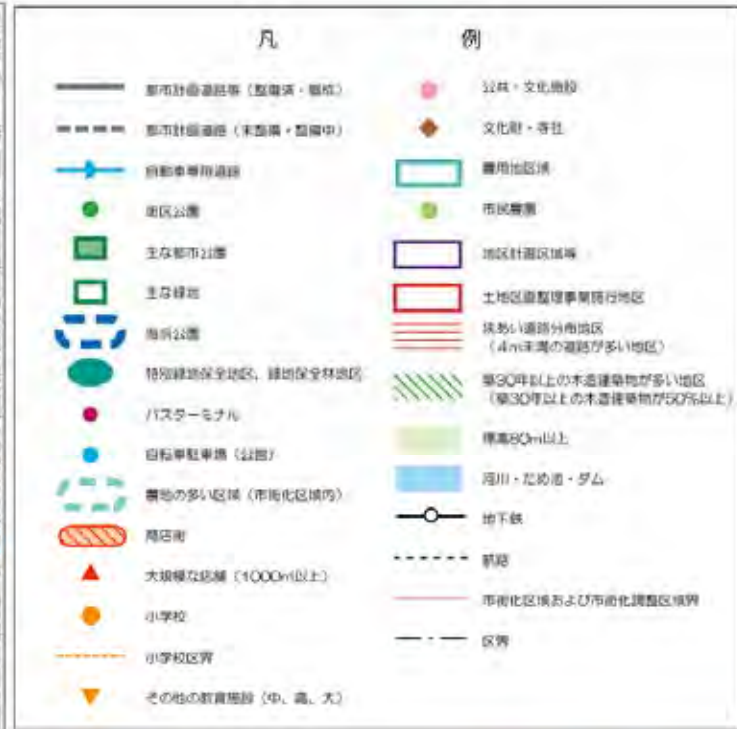 凡 例
都市計画道路等（整備済・概成）
都市計画道路（未整備・整備中）
自動車専用道路
街区公園
主な都市公園
主な緑地
海浜公園
特別緑地保全地区、緑地保全林地区
バスターミナル
自転車駐車場（公営）
農地の多い区域（市街化区域内）
商店街
大規模な店舗（1000㎡以上）
小学校
小学校区界
その他の教育施設（中、高、大）
公共・文化施設
文化財・寺社
農用地区域
市民農園
地区計画区域等
土地区画整理事業施行地区
狭あい道路分布地区
（4m未満の道路が多い地区）
築30年以上の木造建築物が多い地区
（築30年以上の木造建築物が50%以上）
標高80m以上
河川・ため池・ダム
地下鉄
航路
市街化区域および市街化調整区域界
区界